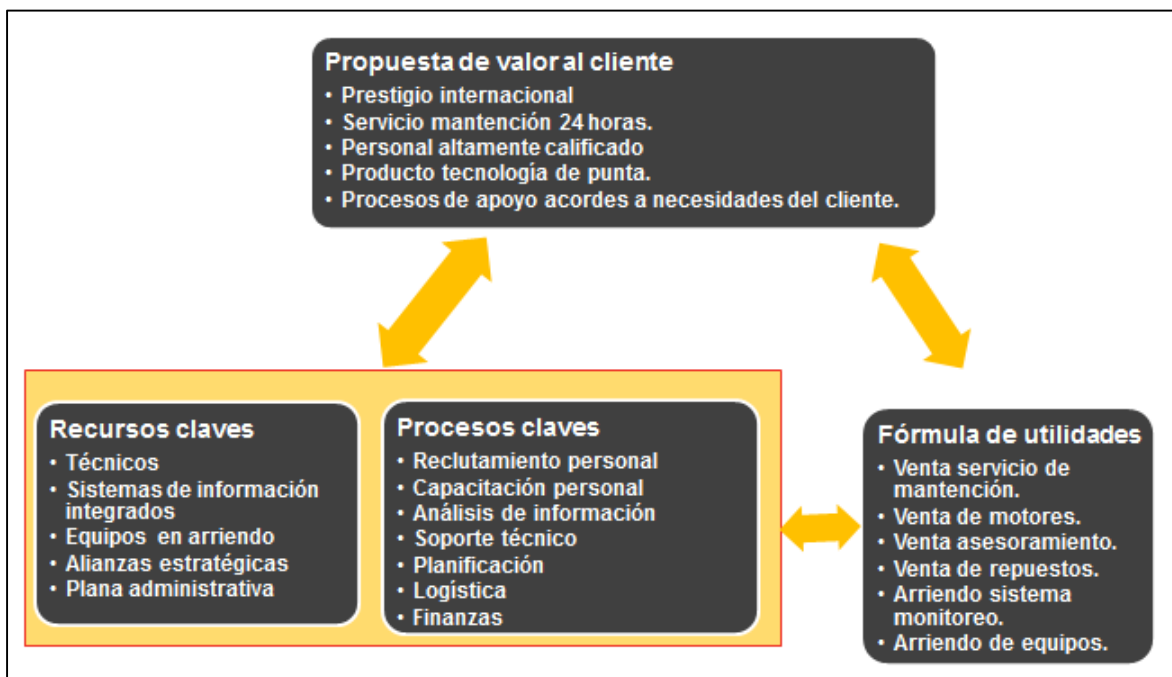 Propuesta de valor al cliente
• Prestigio internacional
• Servicio mantención 24 horas.
• Personal altamente calificado
• Producto tecnología de punta.
• Procesos de apoyo acordes a necesidades del cliente.
Recursos claves
• Técnicos
• Sistemas de información
integrados
• Equipos en arriendo
• Alianzas estratégicas
• Plana administrativa
Procesos claves
• Reclutamiento personal
• Capacitación personal
• Análisis de información
• Soporte técnico
• Planificación
• Logística
• Finanzas
Fórmula de utilidades
• Venta servicio de
mantención.
• Venta de motores.
• Venta asesoramiento.
• Venta de repuestos.
• Arriendo sistema
monitoreo.
• Arriendo de equipos.